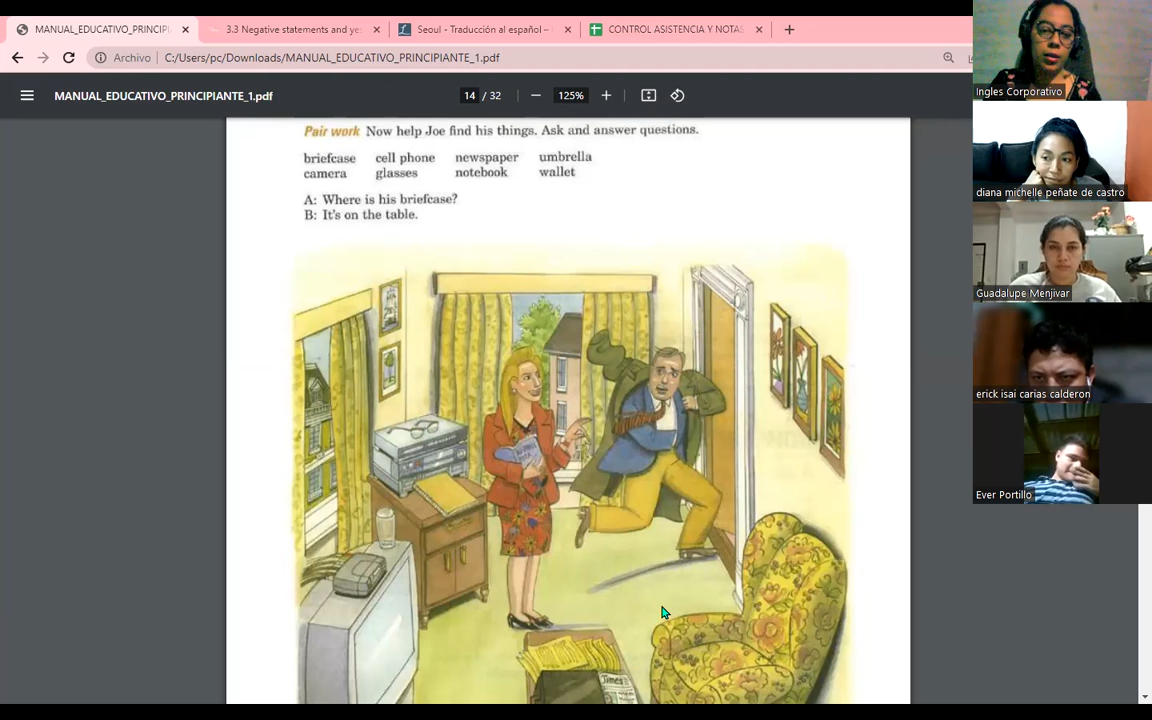 MANUAL_EDUCATIVO_PRINCIPI
3.3 Negative statements and ye
Seoul - Traducción al español –
CONTROL ASISTENCIA Y NOTAS
Archivo
C:/Users/pc/Downloads/MANUAL_EDUCATIVO_PRINCIPIANTE_1.pdf
MANUAL_EDUCATIVO_PRINCIPIANTE_1.pdf
14 / 32
125%
Pair work Now help Joe find his things. Ask and answer questions.
briefcase cell phone newspaper umbrella
camera glasses notebook wallet
A: Where is his briefcase?
B: It's on the table.
Times
Ingles Corporativo
diana michelle peñate de castro
Guadalupe Menjivar
erick isai carias calderon
Ever Portillo